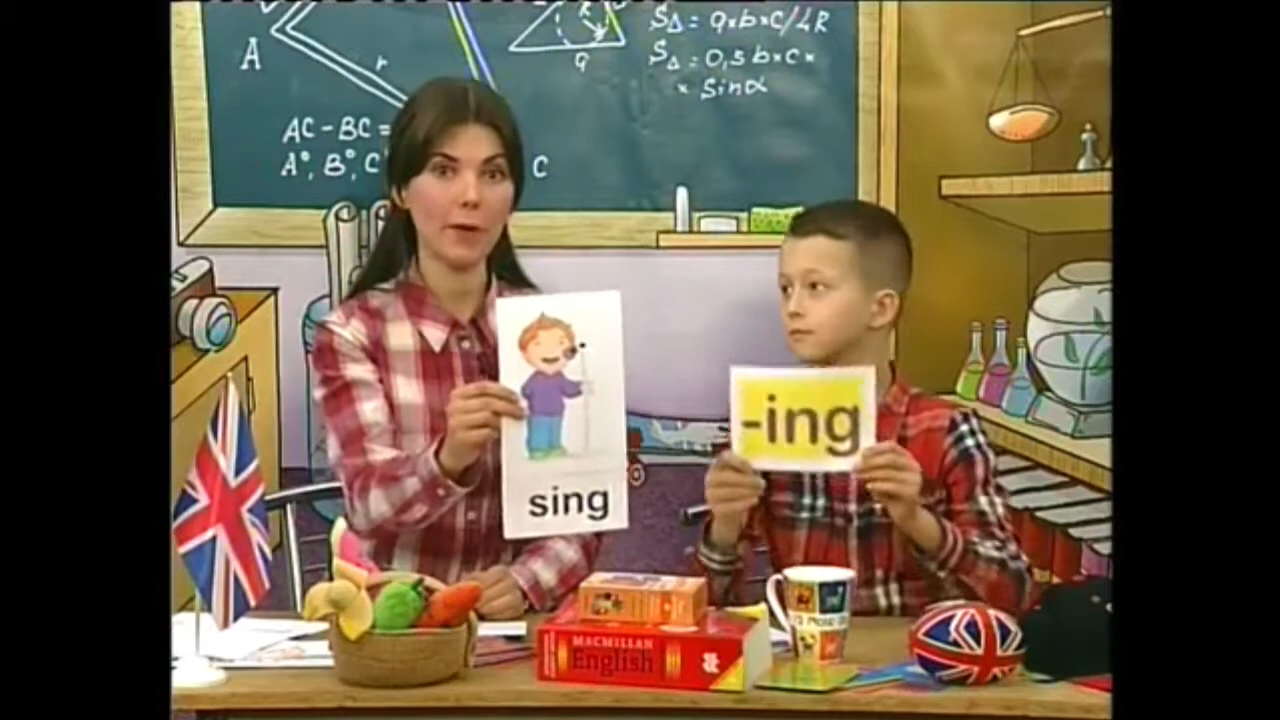 A
r
a
S△ = a×b×c/4R
S△ = 0,5 b×c×
× sinα
AC - BC =
A°, B°, C
C
sing
-ing
MACMILLAN
English